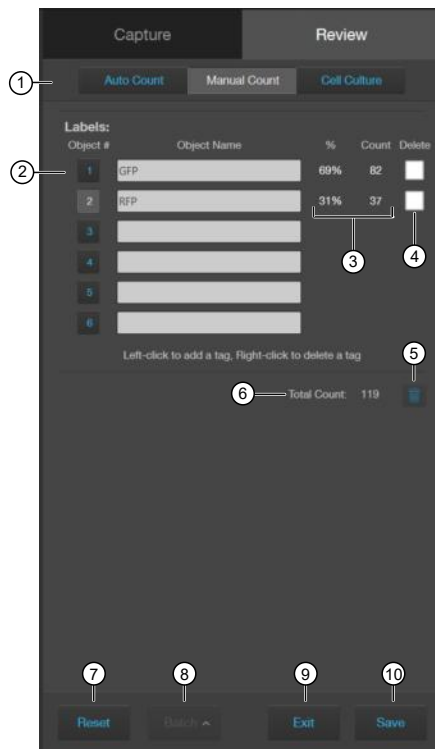 Capture Review
1 Auto Count Manual Count Cell Culture
Labels:
Object # Object Name % Count Delete
2 1 GFP 69% 82
2 RFP 31% 37
3 4
3
4
5
6
Left-click to add a tag, Right-click to delete a tag
5
6 Total Count: 119
7 8 9 10
Reset Batch Exit Save